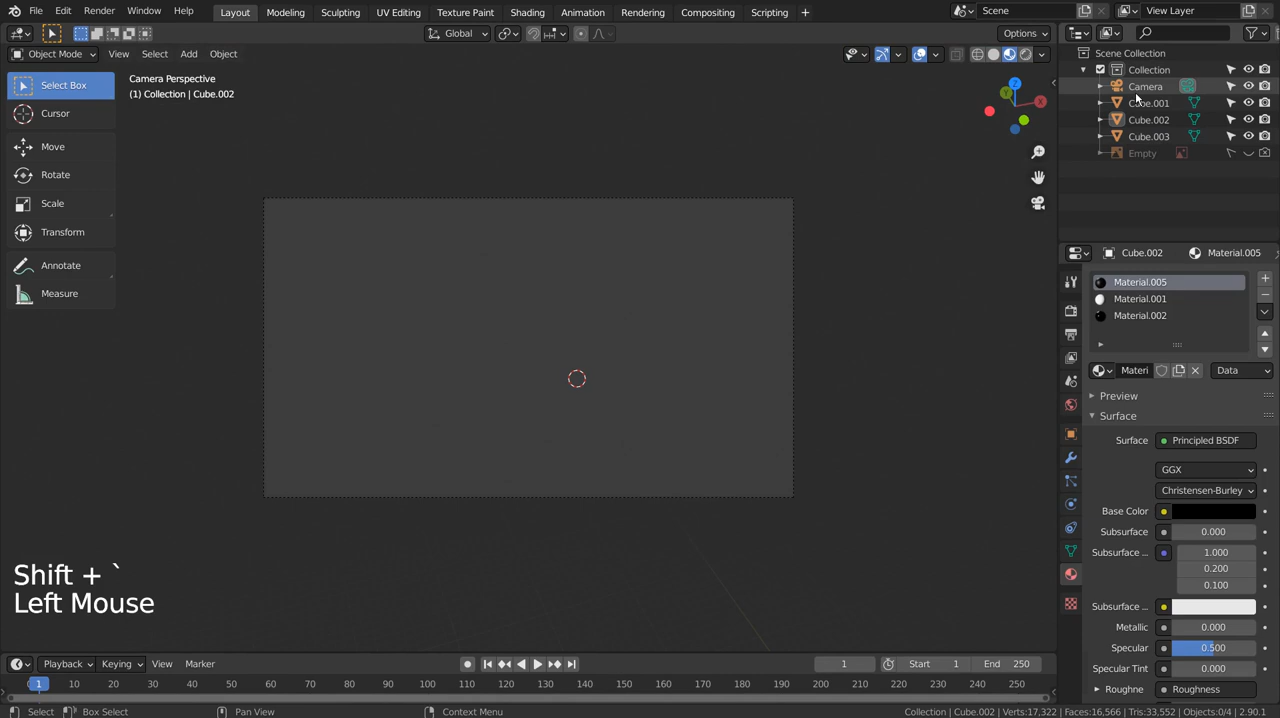 File Edit Render Window Help Layout Modeling Sculpting UV Editing Texture Paint Shading Animation Rendering Compositing Scripting + Scene View Layer
Global Options
Object Mode View Select Add Object
Select Box
Cursor
Move
Rotate
Scale
Transform
Annotate
Measure
Camera Perspective
(1) Collection | Cube.002
Z
Shift + `
Left Mouse
Scene Collection
Collection
Camera
Cube.001
Cube.002
Cube.003
Empty
Cube.002 Material.005
Material.005
Material.001
Material.002
Materi Data
Preview
Surface
Surface Principled BSDF
GGX
Christensen-Burley
Base Color
Subsurface 0.000
Subsurface ... 1.000
0.200
0.100
Subsurface ...
Metallic 0.000
Specular 0.500
Specular Tint 0.000
Roughne Roughness
Playback Keying View Marker 1 Start 1 End 250
1 10 20 30 40 50 60 70 80 90 100 110 120 130 140 150 160 170 180 190 200 210 220 230 240 250
Select Box Select Pan View Context Menu Collection | Cube.002 | Verts:17,322 | Faces:16,566 | Tris:33,552 | Objects:0/4 | 2.90.1